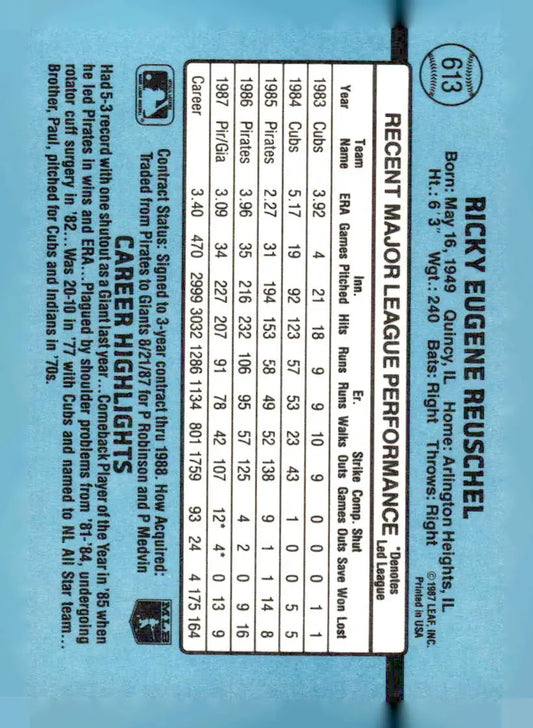 613
RICKY EUGENE REUSCHEL
Born: May 16, 1949 Quincy, IL Home: Arlington Heights, IL
Ht.: 6' 3" Wgt.: 240 Bats: Right Throws: Right
©1987 LEAF, INC.
Printed in USA
RECENT MAJOR LEAGUE PERFORMANCE *Denotes Led League
Team Inn. Er. Strike Comp. Shut
Year Name ERA Games Pitched Hits Runs Runs Walks Outs Games Outs Save Won Lost
1983 Cubs 3.92 4 21 18 9 9 10 9 0 0 0 1 1
1984 Cubs 5.17 19 92 123 57 53 23 43 1 0 0 5 5
1985 Pirates 2.27 31 194 153 58 49 52 138 9 1 1 14 8
1986 Pirates 3.96 35 216 232 106 95 57 125 4 2 0 9 16
1987 Pir/Gia 3.09 34 227 207 91 78 42 107 12* 4* 0 13 9
Career 3.40 470 2999 3032 1286 1134 801 1759 93 24 4 175 164
Contract Status: Signed to 3-year contract thru 1988. How Acquired:
Traded from Pirates to Giants 8/21/87 for P Robinson and P Medvin
MLB
CAREER HIGHLIGHTS
Had 5-3 record with one shutout as a Giant last year...Comeback Player of the Year in '85 when
he led Pirates in wins and ERA...Plagued by shoulder problems from '81-'84, undergoing
rotator cuff surgery in '82...Was 20-10 in '77 with Cubs and named to NL All Star team...
Brother, Paul, pitched for Cubs and Indians in '70s.